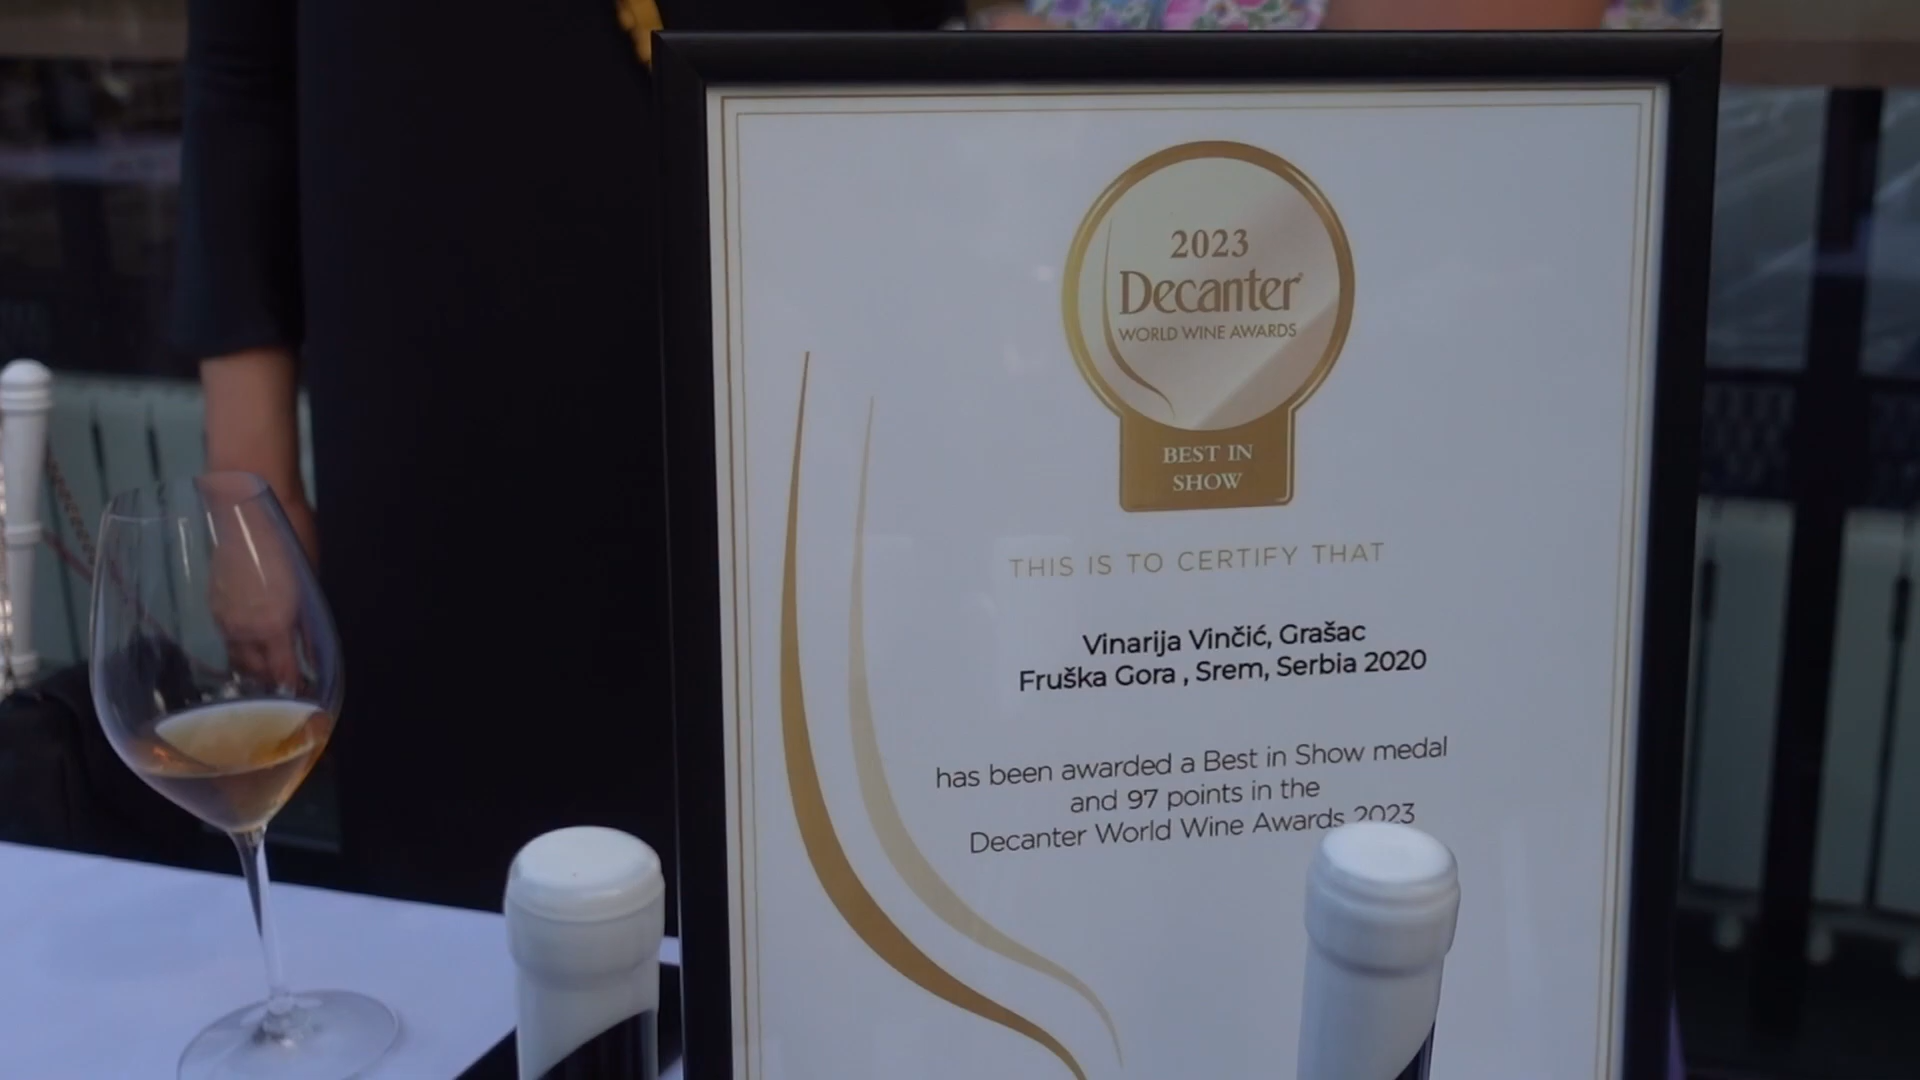 2023
Decanter
WORLD WINE AWARDS
BEST IN
SHOW
THIS IS TO CERTIFY THAT
Vinarija Vinčić, Grašac
Fruška Gora , Srem, Serbia 2020
has been awarded a Best in Show medal
and 97 points in the
Decanter World Wine Awards 2023